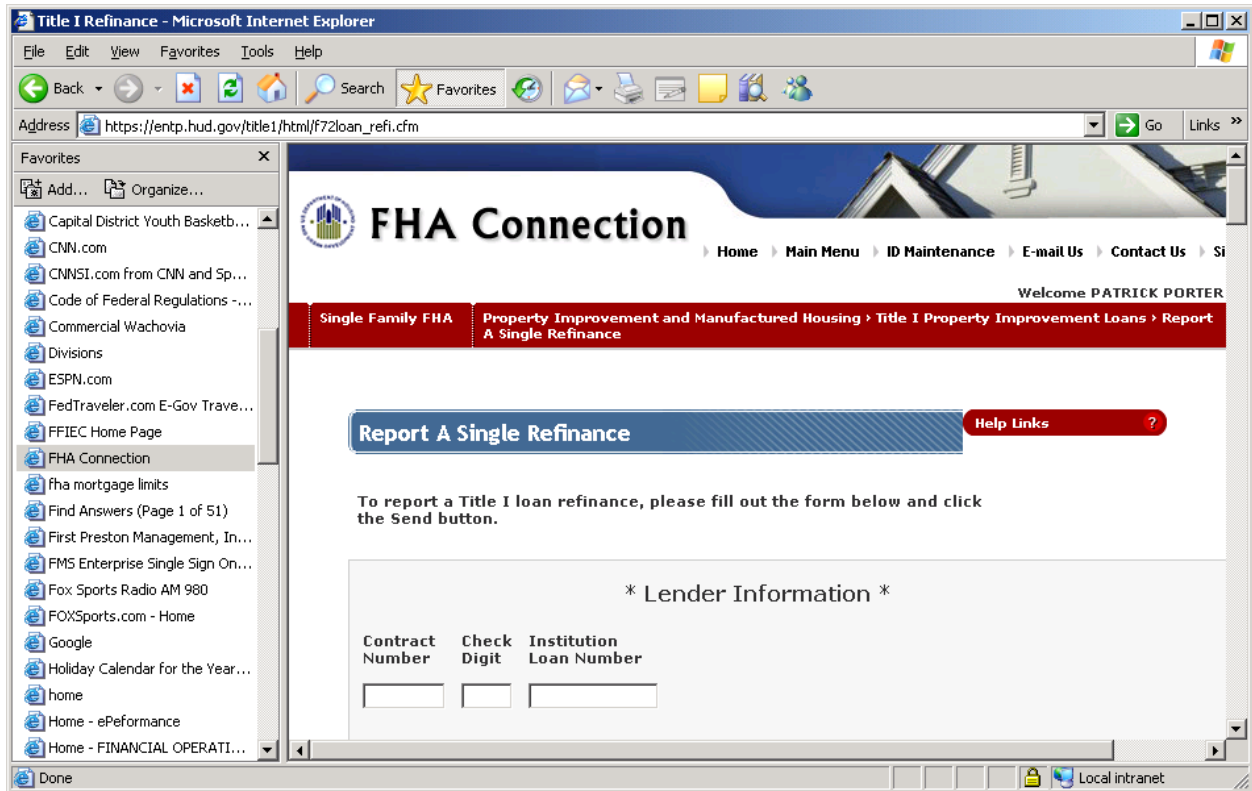 Title I Refinance - Microsoft Internet Explorer
File Edit View Favorites Tools Help
Back Search Favorites
Address https://entp.hud.gov/title1/html/f72loan_refi.cfm Go Links »
Favorites x
Add... Organize...
Capital District Youth Basketb...
CNN.com
CNNSI.com from CNN and Sp...
Code of Federal Regulations -...
Commercial Wachovia
Divisions
ESPN.com
FedTraveler.com E-Gov Trave...
FFIEC Home Page
FHA Connection
fha mortgage limits
Find Answers (Page 1 of 51)
First Preston Management, In...
FMS Enterprise Single Sign On...
Fox Sports Radio AM 980
FOXSports.com - Home
Google
Holiday Calendar for the Year...
home
Home - ePeformance
Home - FINANCIAL OPERATI...
FHA Connection
Home Main Menu ID Maintenance E-mail Us Contact Us Si
Welcome PATRICK PORTER
Single Family FHA
Property Improvement and Manufactured Housing › Title I Property Improvement Loans › Report
A Single Refinance
Report A Single Refinance
Help Links ?
To report a Title I loan refinance, please fill out the form below and click
the Send button.
* Lender Information *
Contract Check Institution
Number Digit Loan Number
Done Local intranet